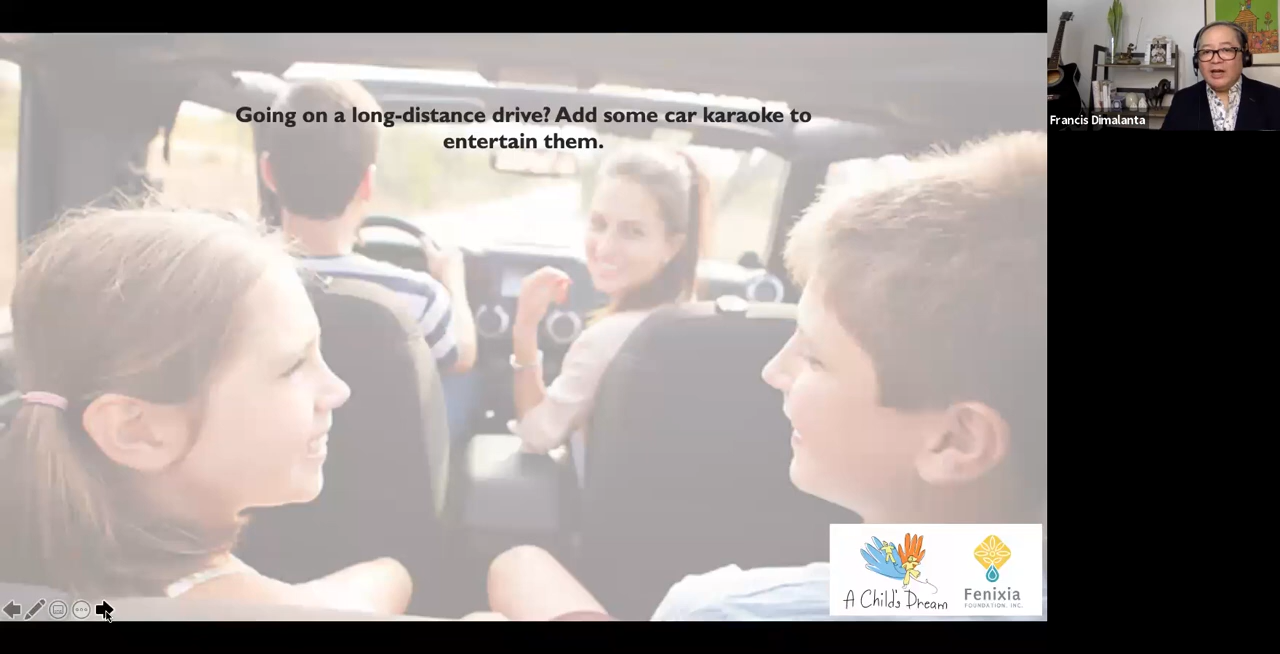 Going on a long-distance drive? Add some car karaoke to
entertain them.
Francis Dimalanta
A Child's Dream
Fenixia
FOUNDATION, INC.